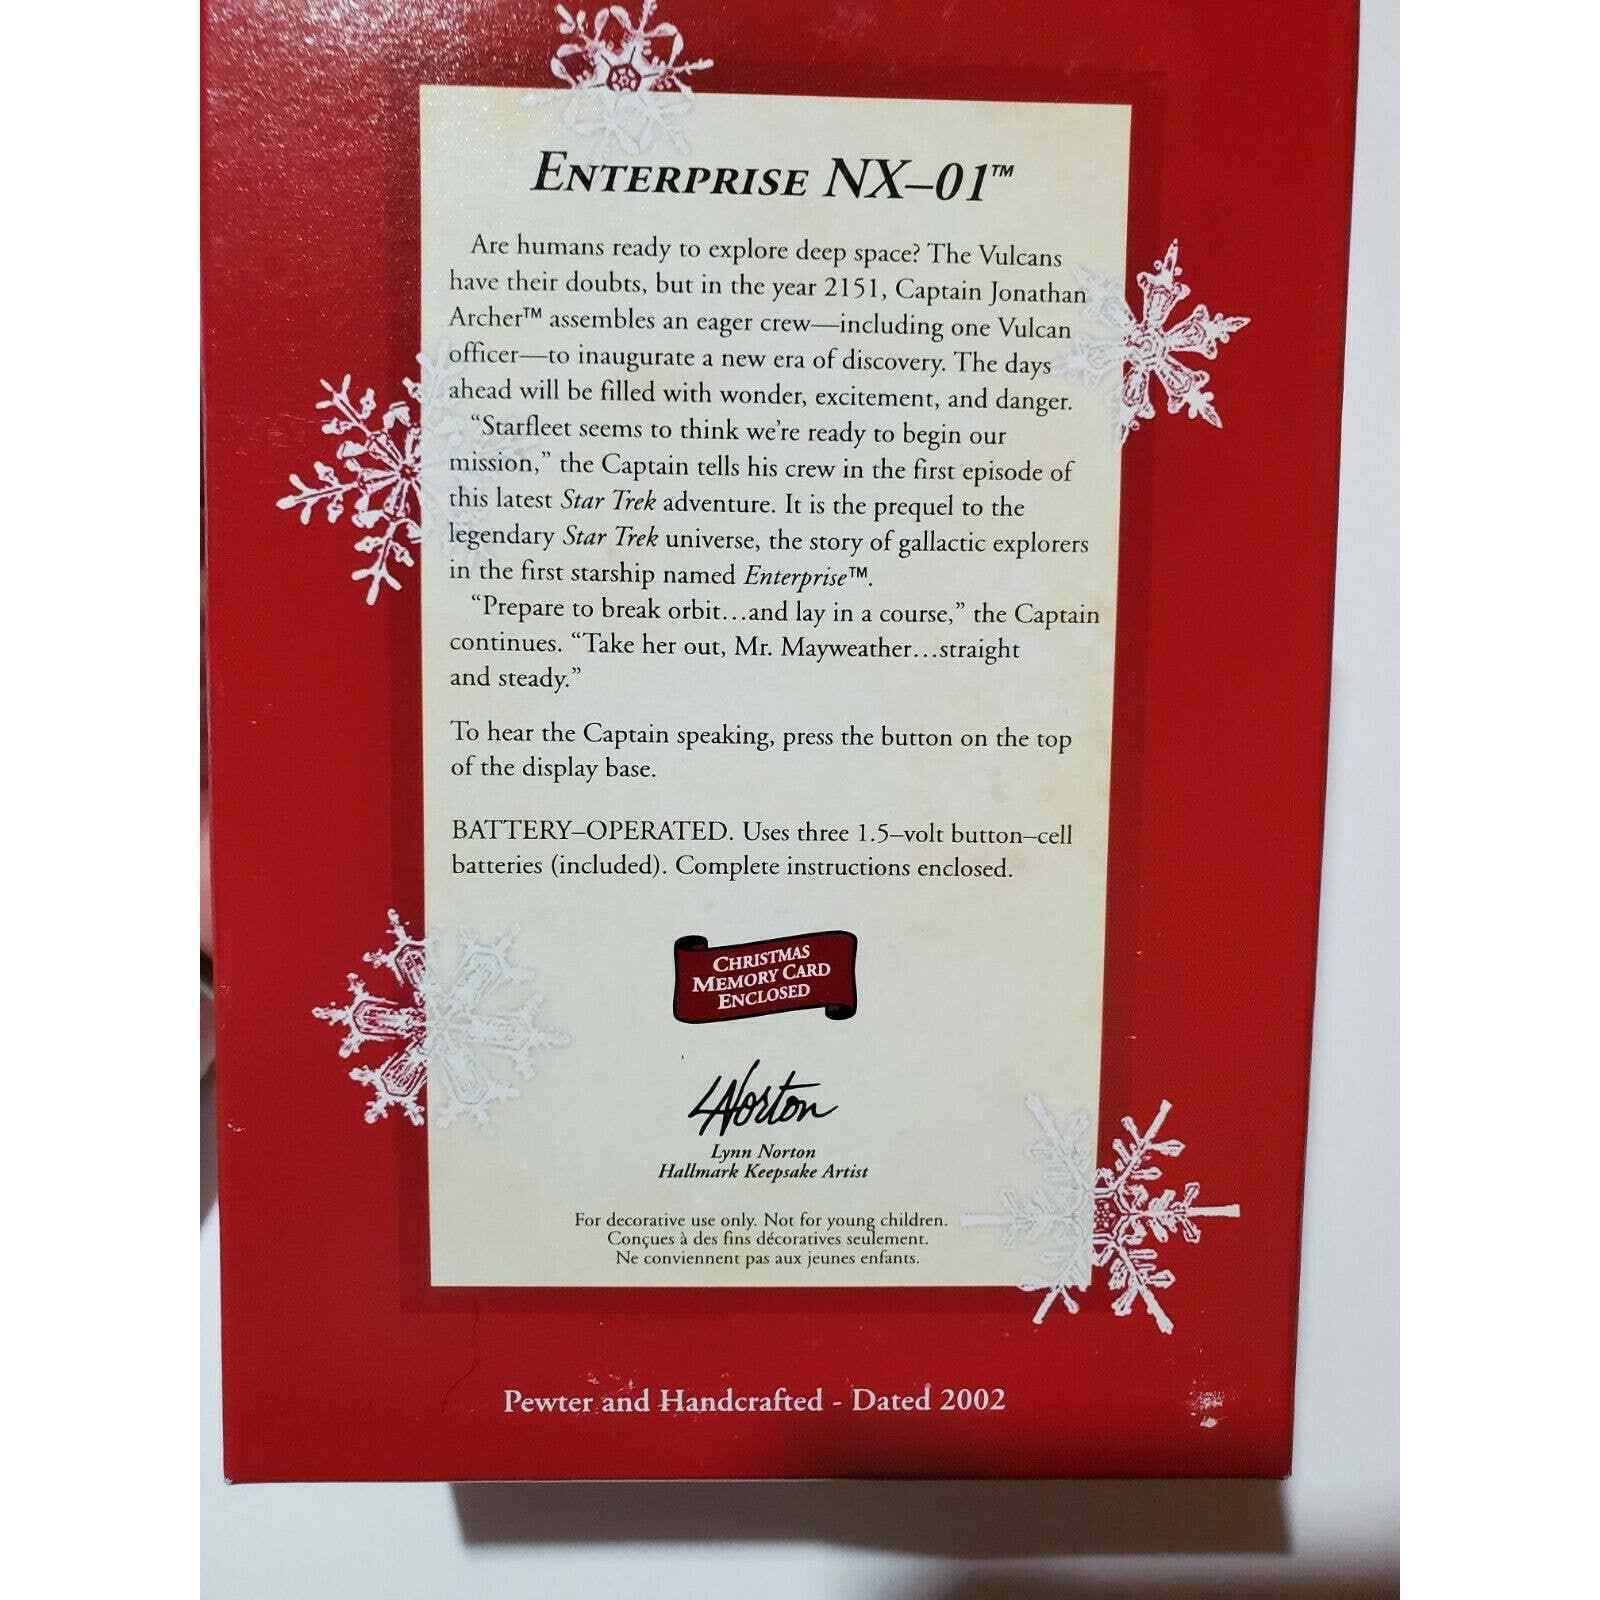 ENTERPRISE NX–01™
Are humans ready to explore deep space? The Vulcans
have their doubts, but in the year 2151, Captain Jonathan
Archer™ assembles an eager crew—including one Vulcan
officer—to inaugurate a new era of discovery. The days
ahead will be filled with wonder, excitement, and danger.
“Starfleet seems to think we’re ready to begin our
mission,” the Captain tells his crew in the first episode of
this latest Star Trek adventure. It is the prequel to the
legendary Star Trek universe, the story of gallactic explorers
in the first starship named Enterprise™.
“Prepare to break orbit…and lay in a course,” the Captain
continues. “Take her out, Mr. Mayweather…straight
and steady.”
To hear the Captain speaking, press the button on the top
of the display base.
BATTERY–OPERATED. Uses three 1.5–volt button–cell
batteries (included). Complete instructions enclosed.
CHRISTMAS
MEMORY CARD
ENCLOSED
LNorton
Lynn Norton
Hallmark Keepsake Artist
For decorative use only. Not for young children.
Conçues à des fins décoratives seulement.
Ne conviennent pas aux jeunes enfants.
Pewter and Handcrafted - Dated 2002